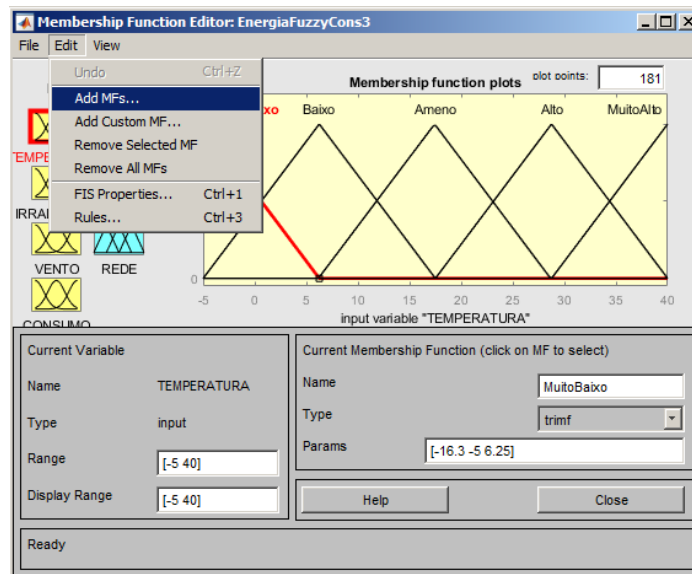 Membership Function Editor: EnergiaFuzzyCons3
File Edit View
Undo Ctrl+Z
Add MFs...
Add Custom MF...
Remove Selected MF
Remove All MFs
FIS Properties... Ctrl+1
Rules... Ctrl+3
Membership function plots plot points: 181
xo Baixo Ameno Alto MuitoAlto
TEMPE
IRRA
VENTO REDE
CONSUMO
0
-5 0 5 10 15 20 25 30 35 40
input variable "TEMPERATURA"
Current Variable
Name TEMPERATURA
Type input
Range [-5 40]
Display Range [-5 40]
Current Membership Function (click on MF to select)
Name MuitoBaixo
Type trimf
Params [-16.3 -5 6.25]
Help Close
Ready